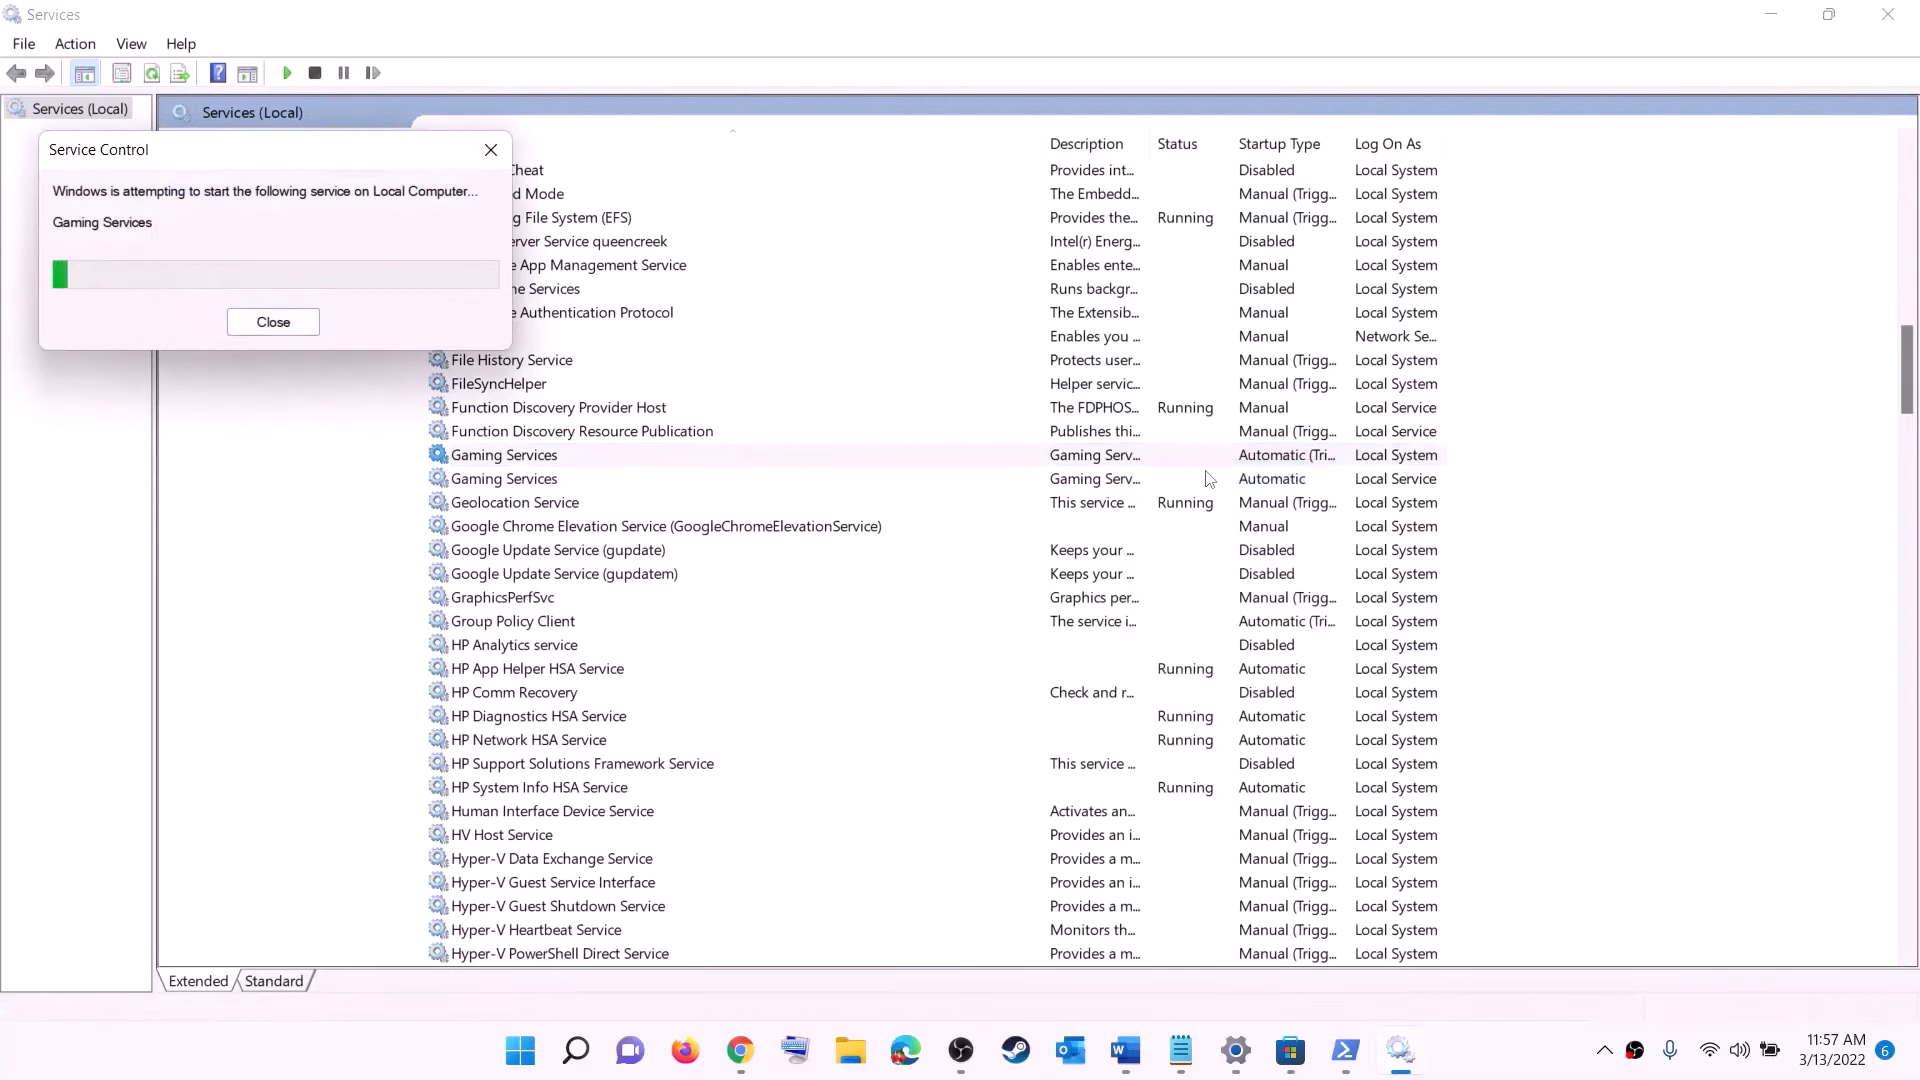 Services
File Action View Help
Services (Local)
Services (Local)
Service Control
Windows is attempting to start the following service on Local Computer...
Gaming Services
Close
Description Status Startup Type Log On As
Cheat Provides int... Disabled Local System
d Mode The Embedd... Manual (Trigg... Local System
g File System (EFS) Provides the... Running Manual (Trigg... Local System
erver Service queencreek Intel(r) Energ... Disabled Local System
e App Management Service Enables ente... Manual Local System
ne Services Runs backgr... Disabled Local System
e Authentication Protocol The Extensib... Manual Local System
Enables you ... Manual Network Se...
File History Service Protects user... Manual (Trigg... Local System
FileSyncHelper Helper servic... Manual (Trigg... Local System
Function Discovery Provider Host The FDPHOS... Running Manual Local Service
Function Discovery Resource Publication Publishes thi... Manual (Trigg... Local Service
Gaming Services Gaming Serv... Automatic (Tri... Local System
Gaming Services Gaming Serv... Automatic Local Service
Geolocation Service This service ... Running Manual (Trigg... Local System
Google Chrome Elevation Service (GoogleChromeElevationService) Manual Local System
Google Update Service (gupdate) Keeps your ... Disabled Local System
Google Update Service (gupdatem) Keeps your ... Disabled Local System
GraphicsPerfSvc Graphics per... Manual (Trigg... Local System
Group Policy Client The service i... Automatic (Tri... Local System
HP Analytics service Disabled Local System
HP App Helper HSA Service Running Automatic Local System
HP Comm Recovery Check and r... Disabled Local System
HP Diagnostics HSA Service Running Automatic Local System
HP Network HSA Service Running Automatic Local System
HP Support Solutions Framework Service This service ... Disabled Local System
HP System Info HSA Service Running Automatic Local System
Human Interface Device Service Activates an... Manual (Trigg... Local System
HV Host Service Provides an i... Manual (Trigg... Local System
Hyper-V Data Exchange Service Provides a m... Manual (Trigg... Local System
Hyper-V Guest Service Interface Provides an i... Manual (Trigg... Local System
Hyper-V Guest Shutdown Service Provides a m... Manual (Trigg... Local System
Hyper-V Heartbeat Service Monitors th... Manual (Trigg... Local System
Hyper-V PowerShell Direct Service Provides a m... Manual (Trigg... Local System
Extended Standard
11:57 AM
3/13/2022 6